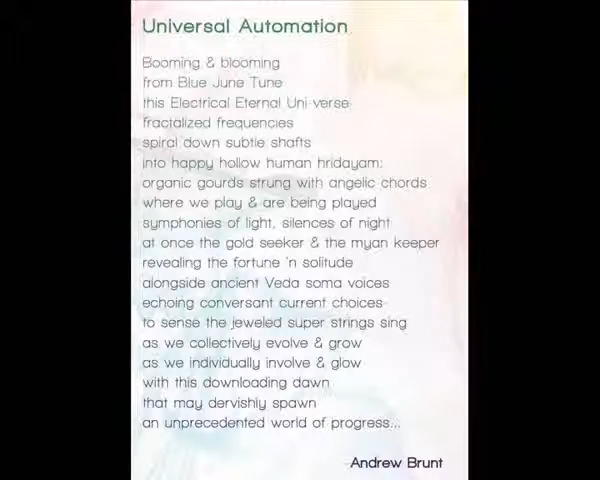 Universal Automation
Booming & blooming
from Blue June Tune
this Electrical Eternal Uni-verse
fractalized frequencies
spiral down subtle shafts
into happy hollow human hridayam:
organic gourds strung with angelic chords
where we play & are being played
symphonies of light, silences of night
at once the gold seeker & the myan keeper
revealing the fortune 'n solitude
alongside ancient Veda soma voices
echoing conversant current choices
to sense the jeweled super strings sing
as we collectively evolve & grow
as we individually involve & glow
with this downloading dawn
that may dervishly spawn
an unprecedented world of progress...
Andrew Brunt